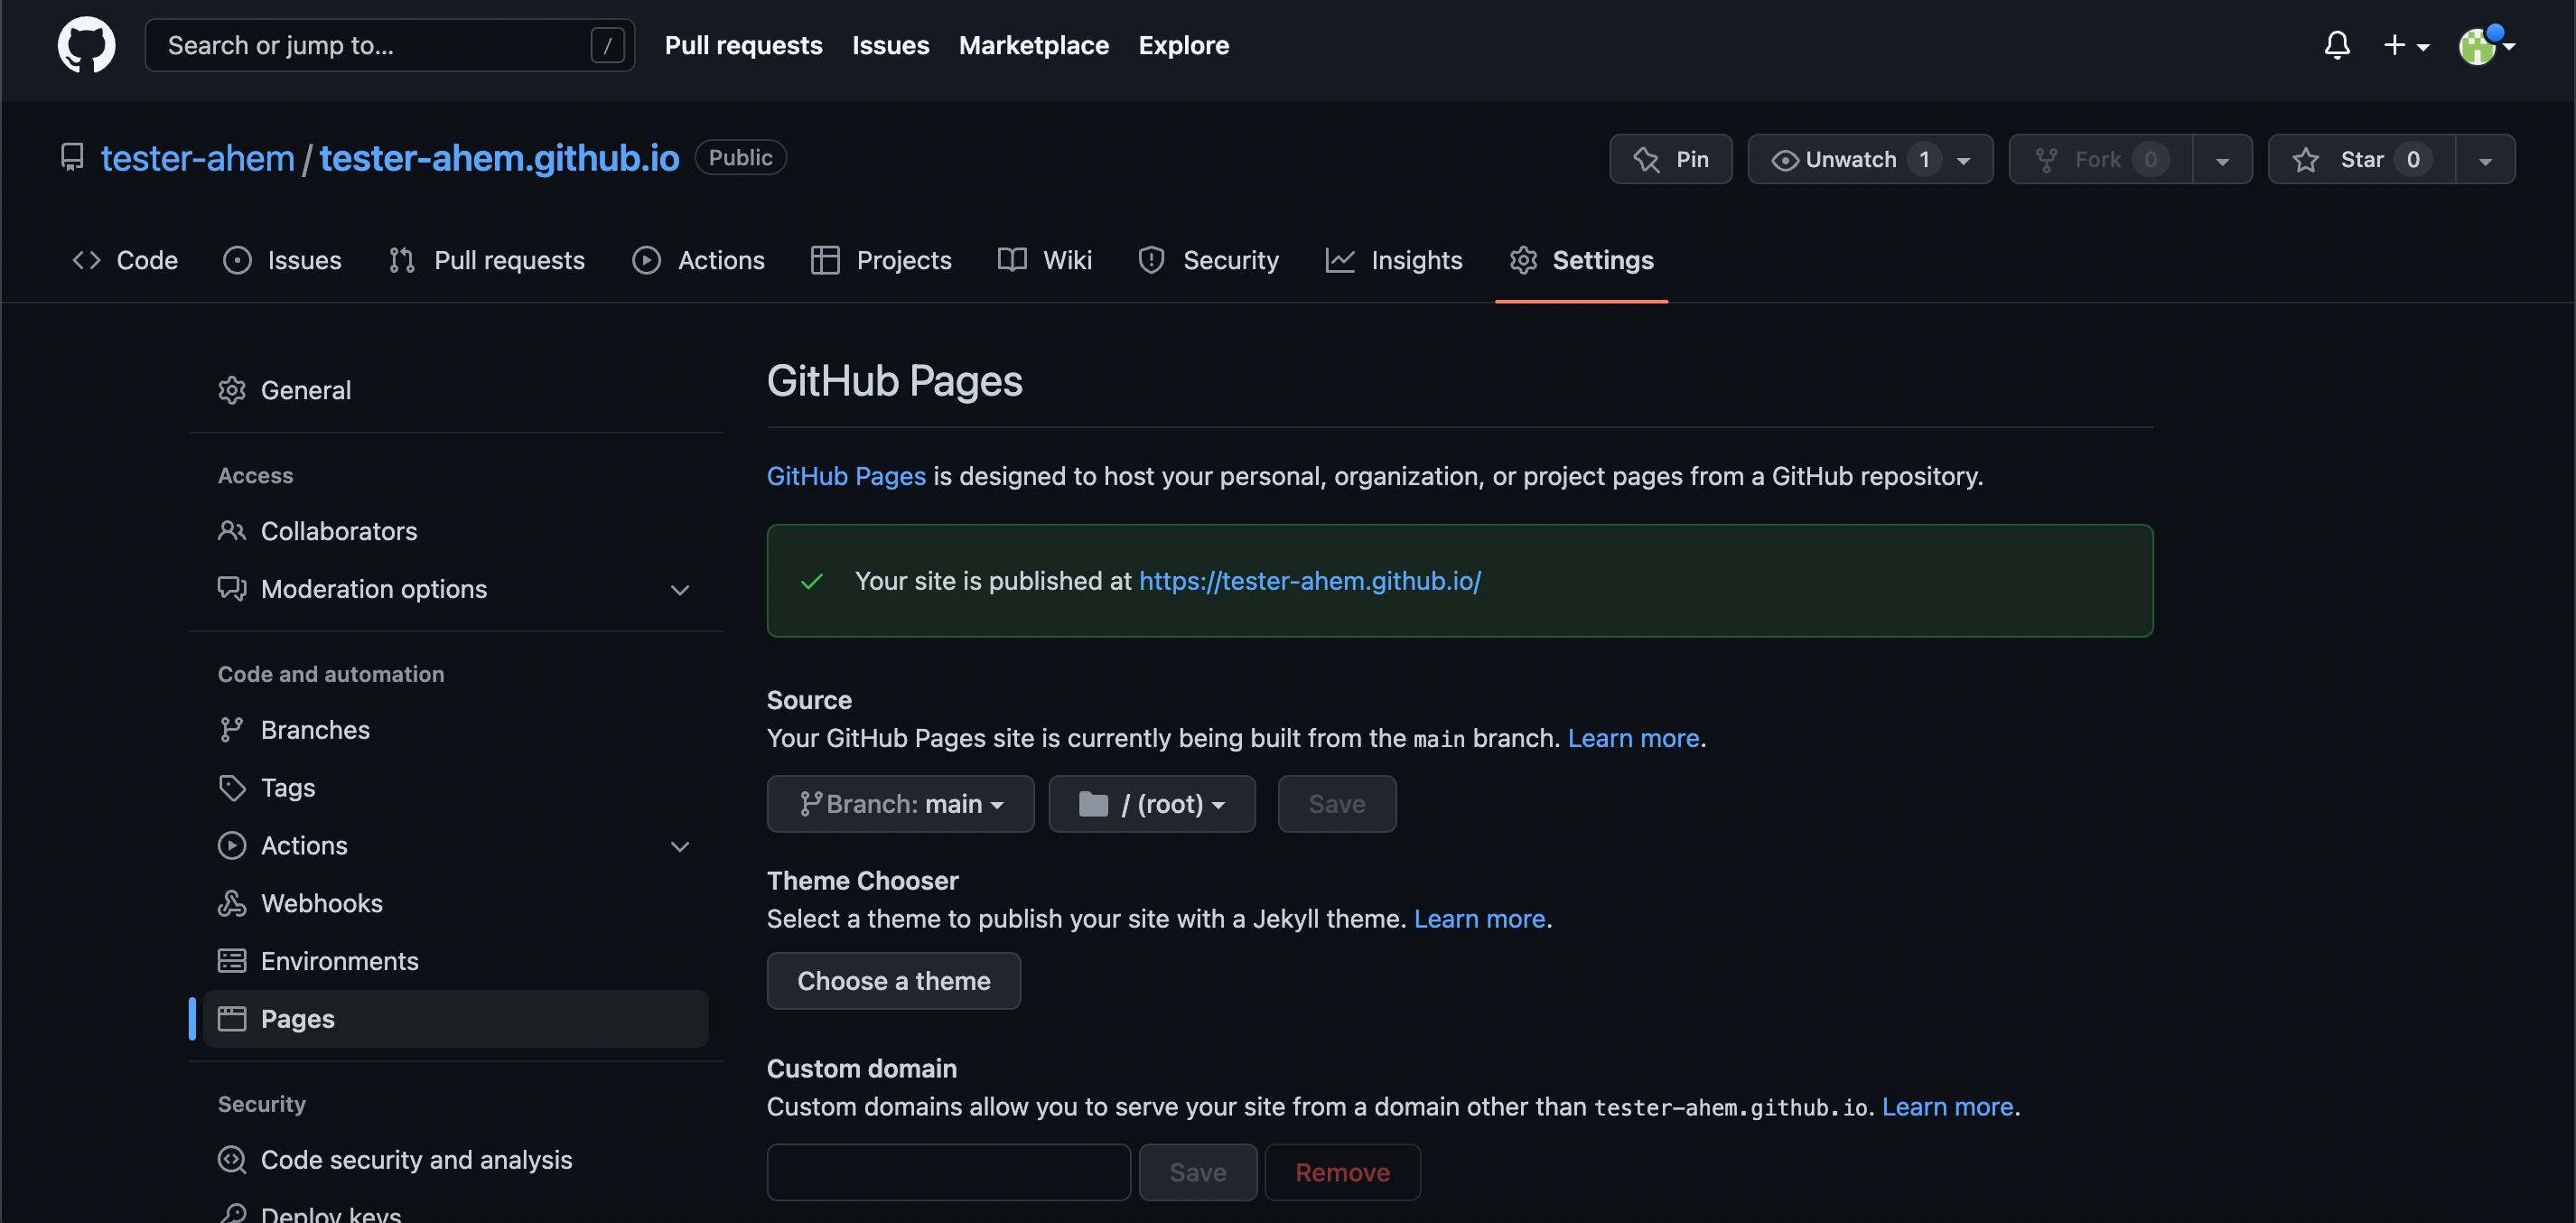 Search or jump to... /
Pull requests Issues Marketplace Explore
tester-ahem / tester-ahem.github.io Public
Pin Unwatch 1 Fork 0 Star 0
Code Issues Pull requests Actions Projects Wiki Security Insights Settings
General
Access
Collaborators
Moderation options
Code and automation
Branches
Tags
Actions
Webhooks
Environments
Pages
Security
Code security and analysis
Deploy keys
GitHub Pages
GitHub Pages is designed to host your personal, organization, or project pages from a GitHub repository.
Your site is published at https://tester-ahem.github.io/
Source
Your GitHub Pages site is currently being built from the main branch. Learn more.
Branch: main / (root) Save
Theme Chooser
Select a theme to publish your site with a Jekyll theme. Learn more.
Choose a theme
Custom domain
Custom domains allow you to serve your site from a domain other than tester-ahem.github.io. Learn more.
Save Remove